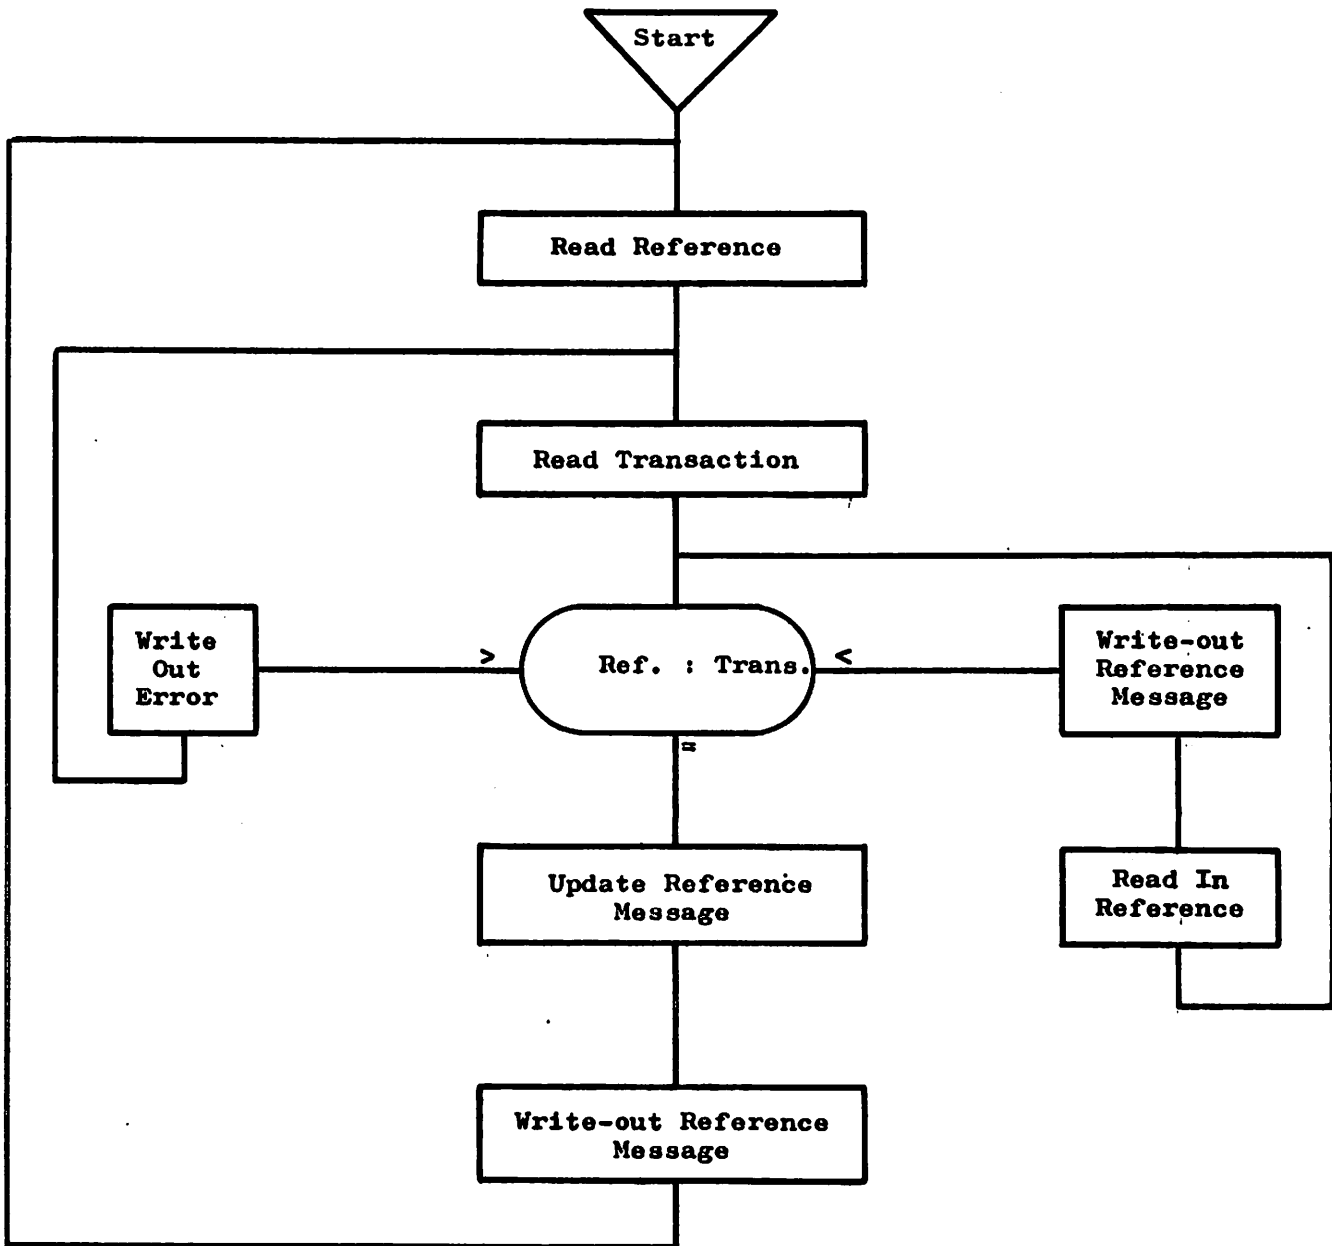 Start
Read Reference
Read Transaction
Write
Out
Error
>
Ref. : Trans.
<
Write-out
Reference
Message
=
Update Reference
Message
Read In
Reference
Write-out Reference
Message